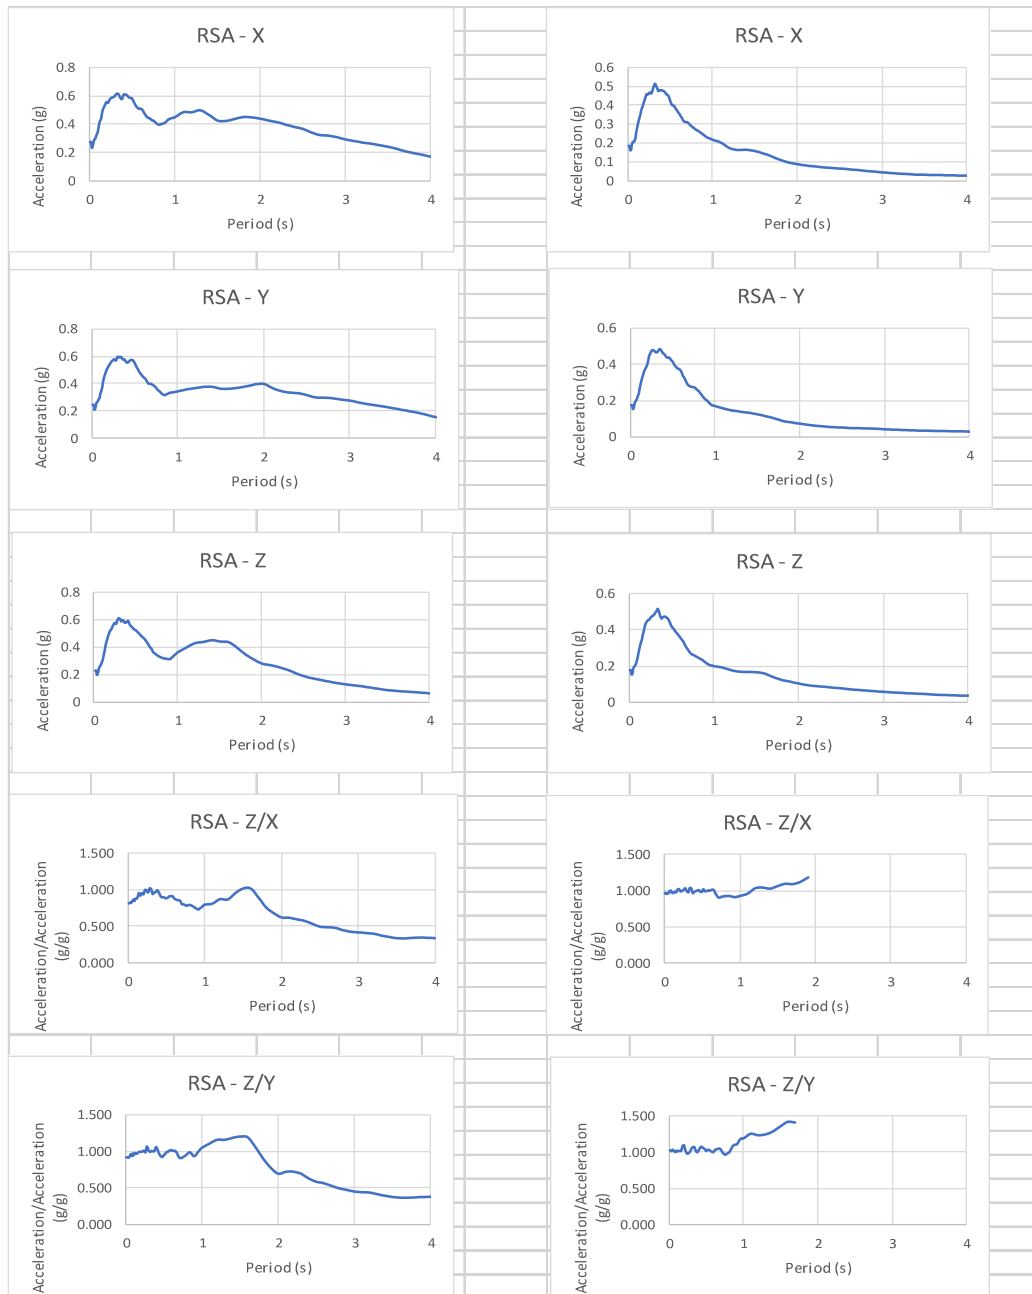 RSA - X
0.8
0.6
0.4
0.2
0
Acceleration (g)
0 1 2 3 4
Period (s)
RSA - X
0.6
0.5
0.4
0.3
0.2
0.1
0
Acceleration (g)
0 1 2 3 4
Period (s)
RSA - Y
0.8
0.6
0.4
0.2
0
Acceleration (g)
0 1 2 3 4
Period (s)
RSA - Y
0.6
0.4
0.2
0
Acceleration (g)
0 1 2 3 4
Period (s)
RSA - Z
0.8
0.6
0.4
0.2
0
Acceleration (g)
0 1 2 3 4
Period (s)
RSA - Z
0.6
0.4
0.2
0
Acceleration (g)
0 1 2 3 4
Period (s)
RSA - Z/X
1.500
1.000
0.500
0.000
Acceleration/Acceleration
(g/g)
0 1 2 3 4
Period (s)
RSA - Z/X
1.500
1.000
0.500
0.000
Acceleration/Acceleration
(g/g)
0 1 2 3 4
Period (s)
RSA - Z/Y
1.500
1.000
0.500
0.000
Acceleration/Acceleration
(g/g)
0 1 2 3 4
Period (s)
RSA - Z/Y
1.500
1.000
0.500
0.000
Acceleration/Acceleration
(g/g)
0 1 2 3 4
Period (s)